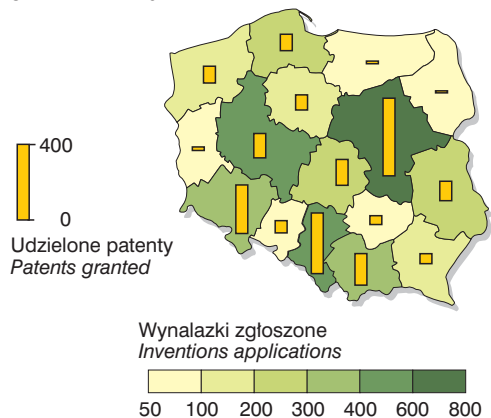 400
0
Udzielone patenty
Patents granted
Wynalazki zgłoszone
Inventions applications
50 100 200 300 400 600 800